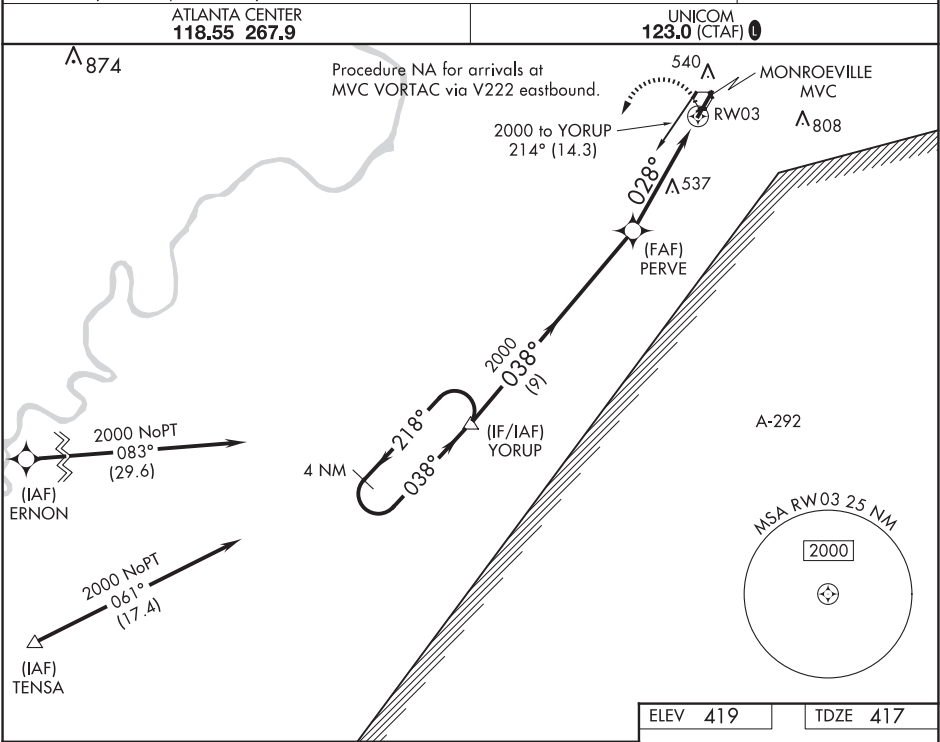 ATLANTA CENTER
118.55 267.9
UNICOM
123.0 (CTAF) L
874
Procedure NA for arrivals at
MVC VORTAC via V222 eastbound.
540
MONROEVILLE
MVC
RW03
808
2000 to YORUP
214° (14.3)
028°
537
(FAF)
PERVE
2000
038°
(9)
A-292
218°
(IF/IAF)
YORUP
4 NM
038°
2000 NoPT
083°
(29.6)
(IAF)
ERNON
2000 NoPT
061°
(17.4)
(IAF)
TENSA
MSA RW03 25 NM
2000
ELEV 419
TDZE 417